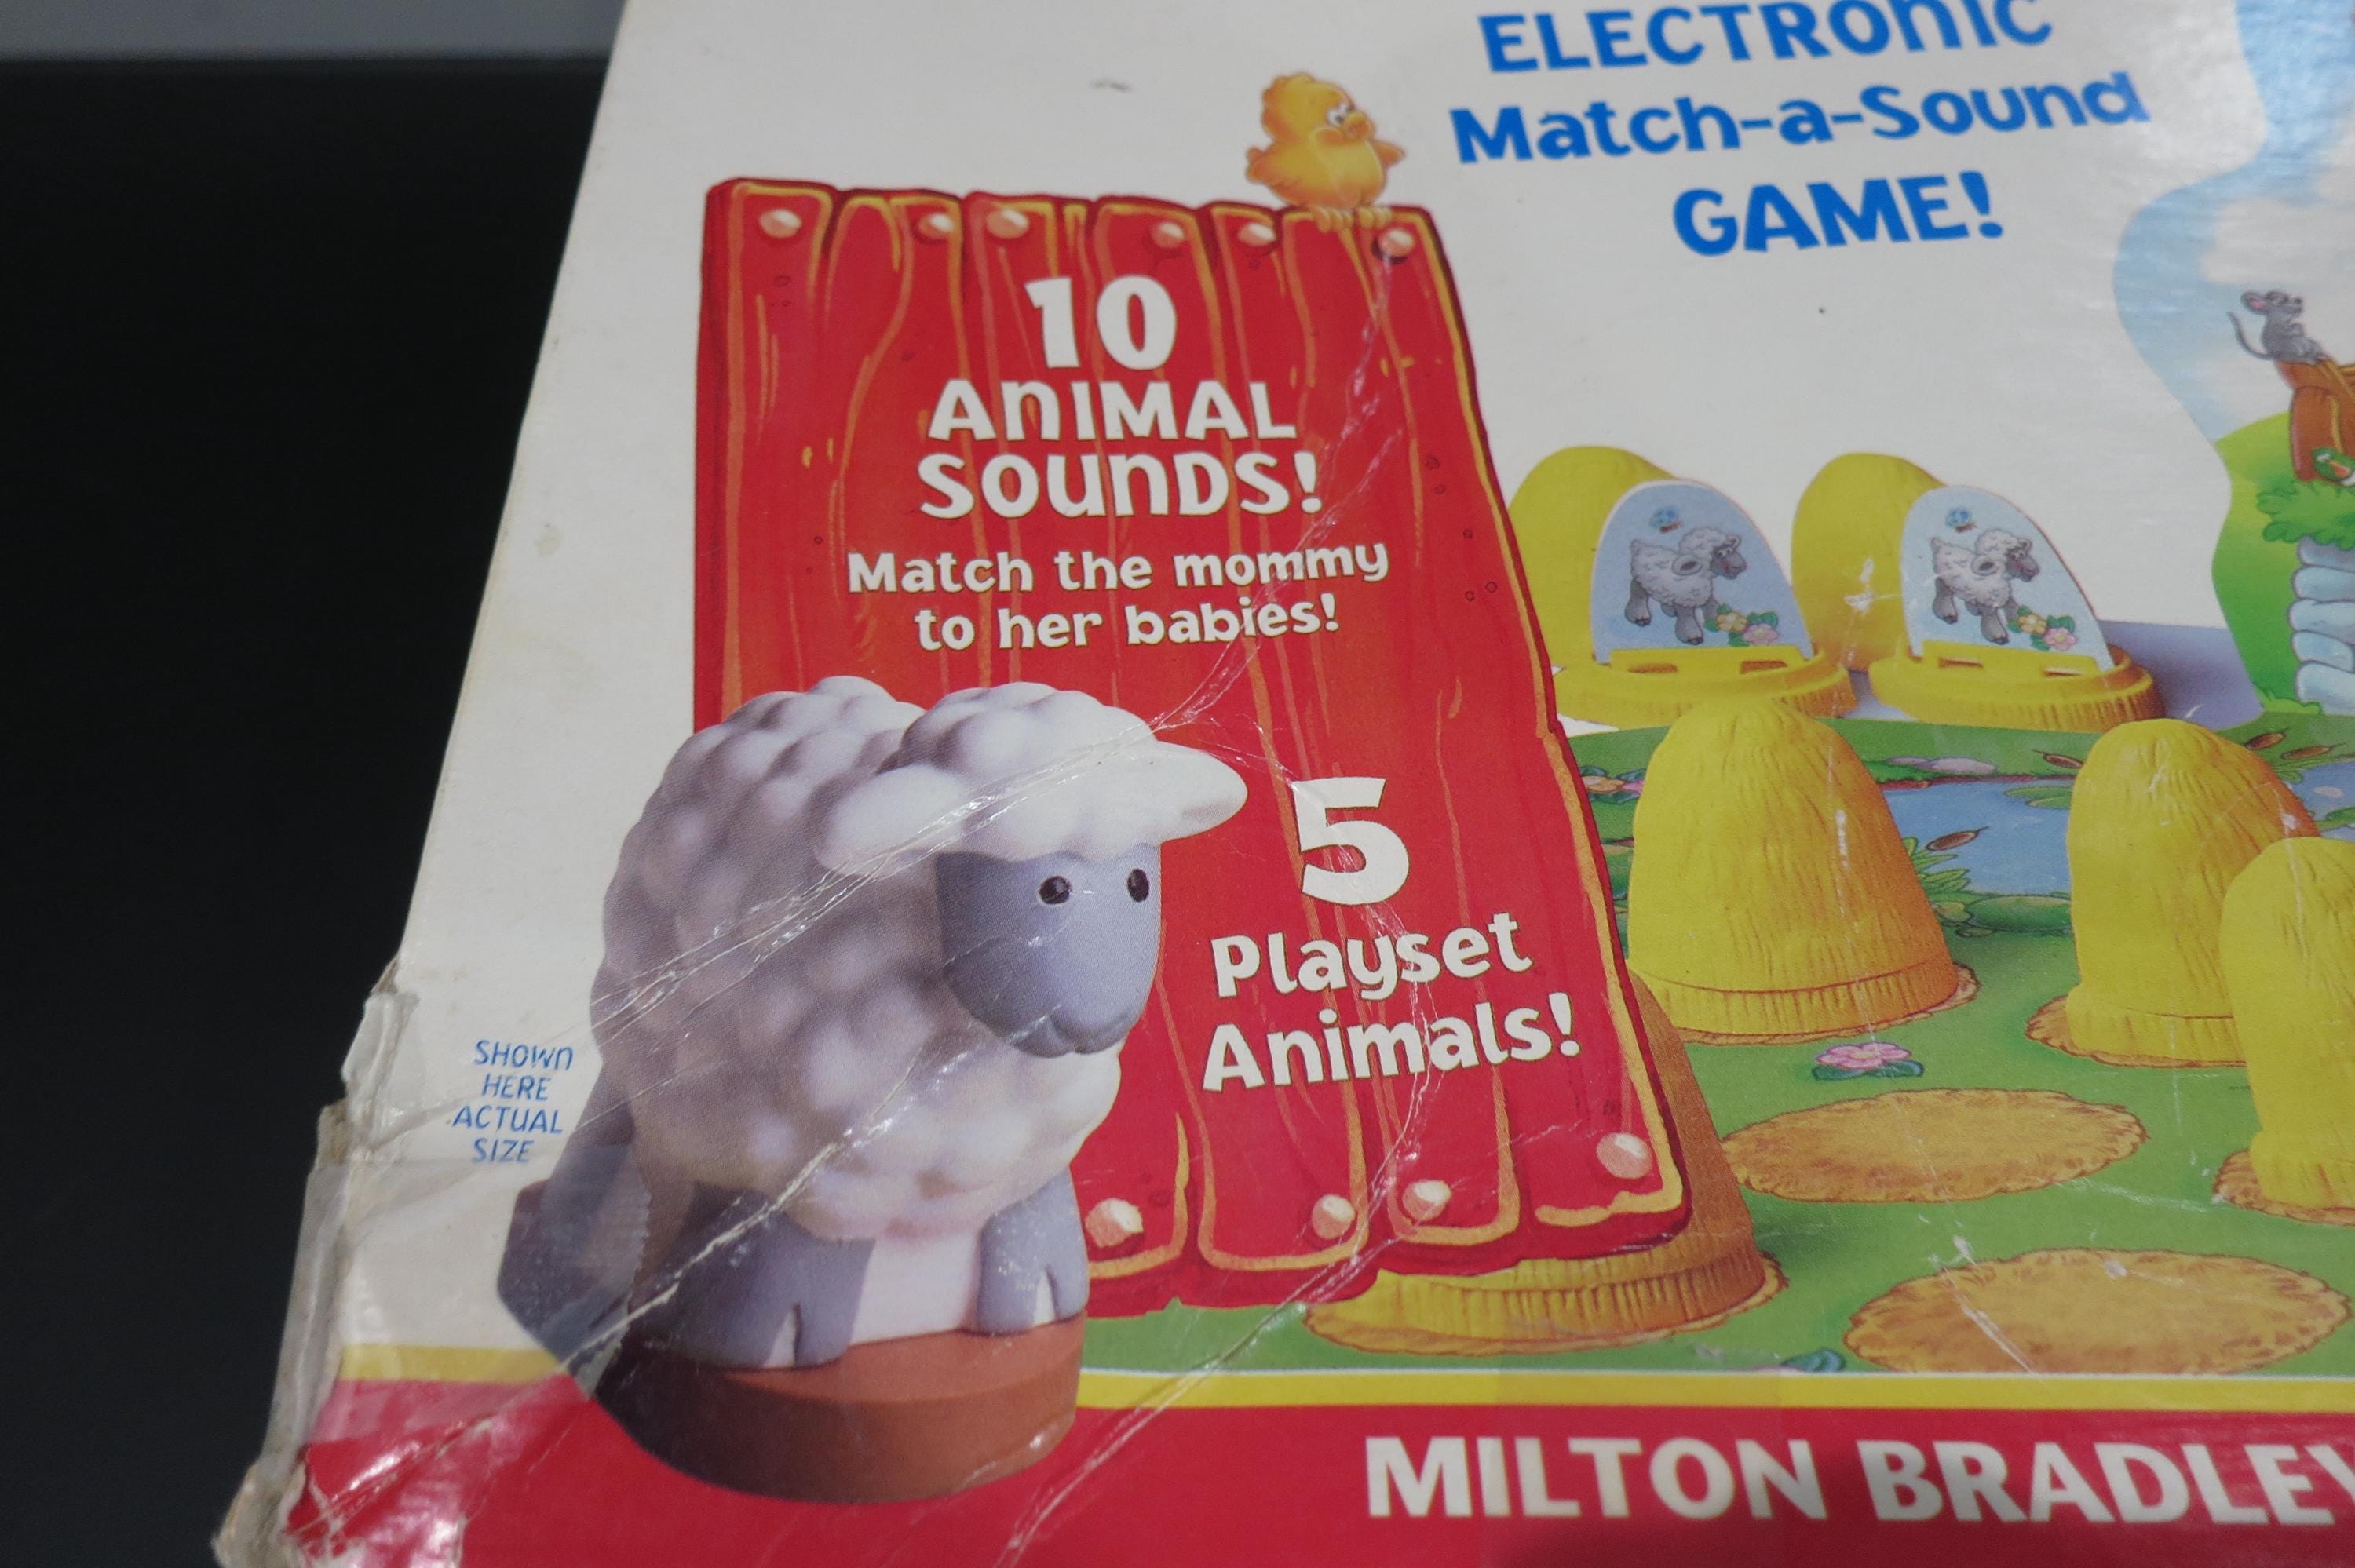 ELECTRONIC
Match-a-Sound
GAME!
10
ANIMAL
SOUNDS!
Match the mommy
to her babies!
5
Playset
Animals!
SHOWN
HERE
ACTUAL
SIZE
MILTON BRADLEY